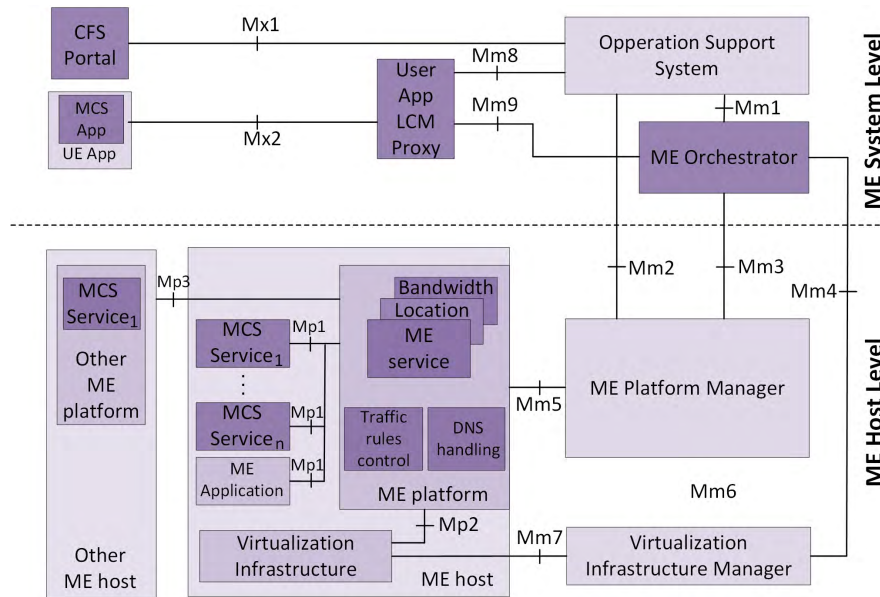 CFS
Portal
Mx1
Opperation Support
System
MCS
App
UE App
Mx2
User
App
LCM
Proxy
Mm8
Mm9
Mm1
ME Orchestrator
ME System Level
Mm2
Mm3
Mm4
MCS
Service1
Other
ME
platform
Other
ME host
Mp3
MCS
Service1
Mp1
⋮
MCS
Servicen
Mp1
ME
Application
Mp1
Bandwidth
Location
ME
service
Traffic
rules
control
DNS
handling
ME platform
Mp2
Virtualization
Infrastructure
ME host
Mm5
ME Platform Manager
Mm6
Mm7
Virtualization
Infrastructure Manager
ME Host Level